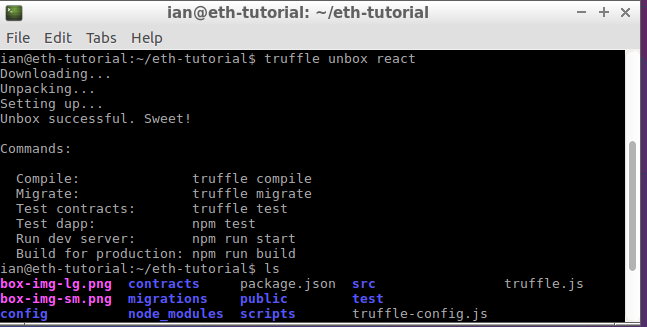 ian@eth-tutorial: ~/eth-tutorial
File Edit Tabs Help
ian@eth-tutorial:~/eth-tutorial$ truffle unbox react
Downloading...
Unpacking...
Setting up...
Unbox successful. Sweet!
Commands:
Compile: truffle compile
Migrate: truffle migrate
Test contracts: truffle test
Test dapp: npm test
Run dev server: npm run start
Build for production: npm run build
ian@eth-tutorial:~/eth-tutorial$ ls
box-img-lg.png contracts package.json src truffle.js
box-img-sm.png migrations public test
config node_modules scripts truffle-config.js